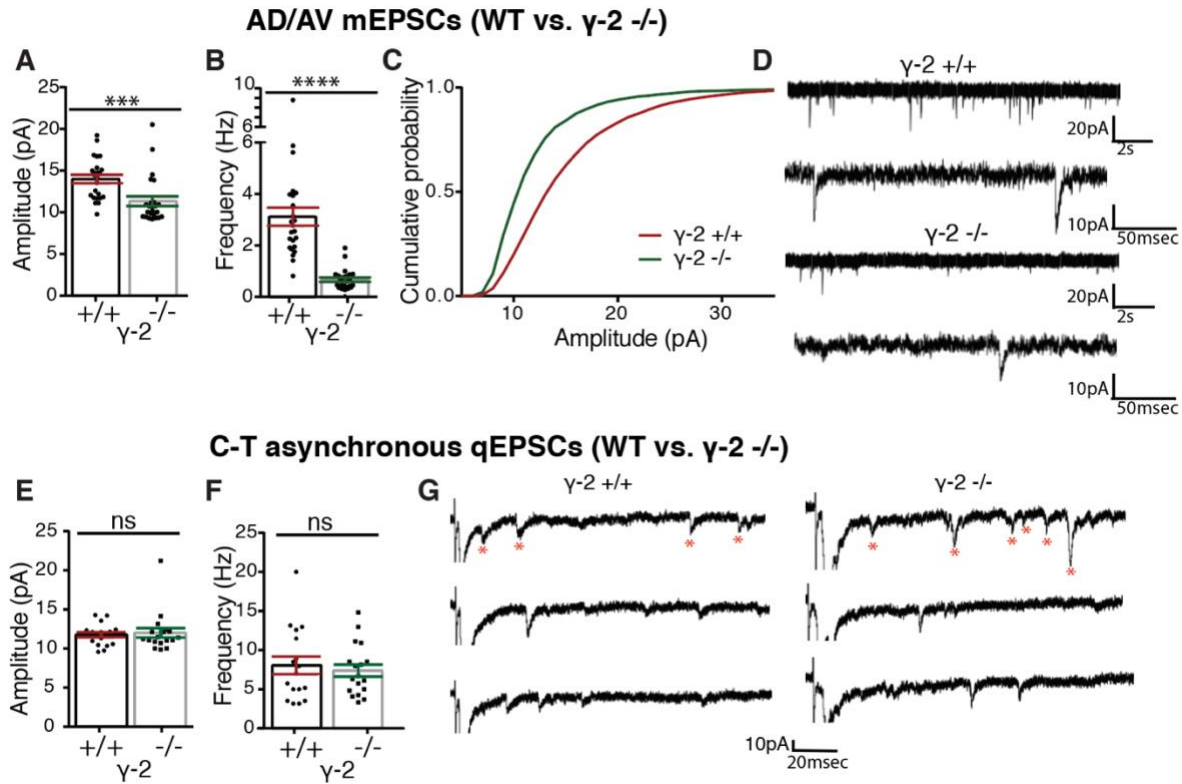 AD/AV mEPSCs (WT vs. γ-2 -/-)
A
Amplitude (pA)
25
20
15
10
5
0
***
+/+ -/-
γ-2
B
Frequency (Hz)
10
8
6
6
4
2
0
****
+/+ -/-
γ-2
C
Cumulative probability
1.0
0.5
0.0
γ-2 +/+
γ-2 -/-
10 20 30
Amplitude (pA)
D
γ-2 +/+
20pA
2s
10pA
50msec
γ-2 -/-
20pA
2s
10pA
50msec
C-T asynchronous qEPSCs (WT vs. γ-2 -/-)
E
Amplitude (pA)
25
20
15
10
5
0
ns
+/+ -/-
γ-2
F
Frequency (Hz)
25
20
15
10
5
0
ns
+/+ -/-
γ-2
G
γ-2 +/+
* * * *
γ-2 -/-
* * * * * *
10pA
20msec